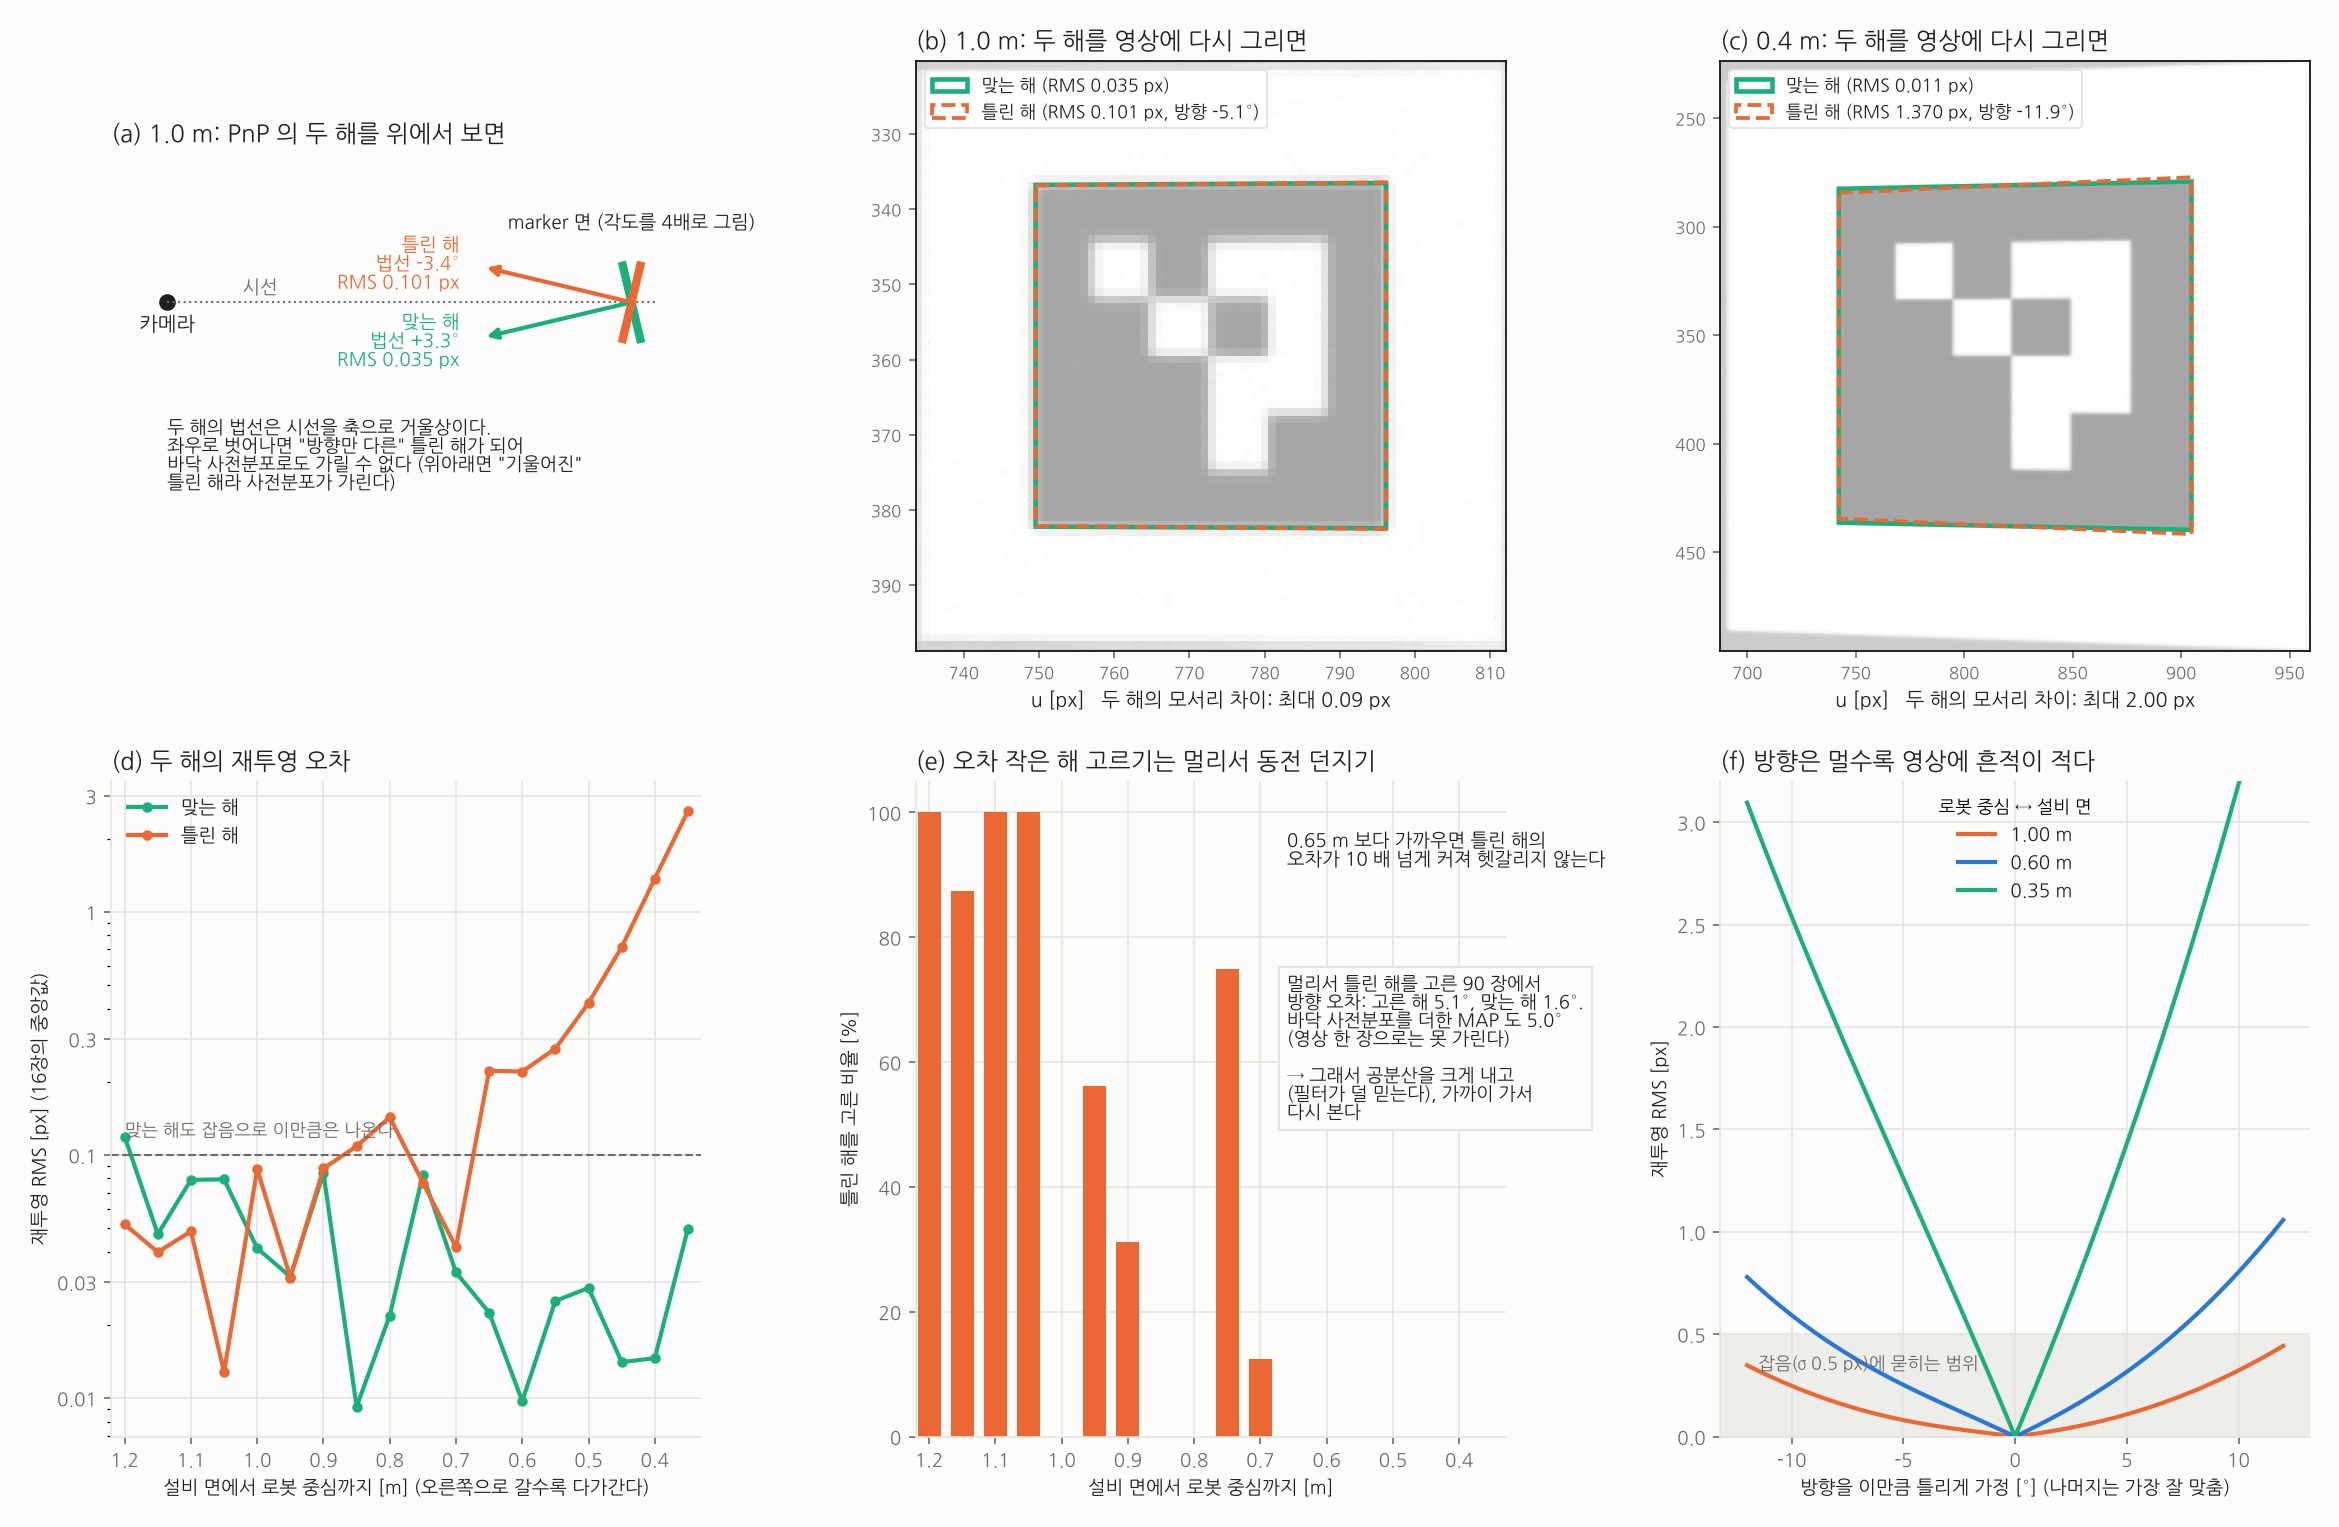 (a) 1.0 m: PnP 의 두 해를 위에서 보면
marker 면 (각도를 4배로 그림)
틀린 해
법선 -3.4°
RMS 0.101 px
시선
카메라
맞는 해
법선 +3.3°
RMS 0.035 px
두 해의 법선은 시선을 축으로 거울상이다.
좌우로 벗어나면 "방향만 다른" 틀린 해가 되어
바닥 사전분포로도 가릴 수 없다 (위아래면 "기울어진"
틀린 해라 사전분포가 가린다)
(b) 1.0 m: 두 해를 영상에 다시 그리면
맞는 해 (RMS 0.035 px)
틀린 해 (RMS 0.101 px, 방향 -5.1°)
330
340
350
360
370
380
390
740 750 760 770 780 790 800 810
u [px] 두 해의 모서리 차이: 최대 0.09 px
(c) 0.4 m: 두 해를 영상에 다시 그리면
맞는 해 (RMS 0.011 px)
틀린 해 (RMS 1.370 px, 방향 -11.9°)
250
300
350
400
450
700 750 800 850 900 950
u [px] 두 해의 모서리 차이: 최대 2.00 px
(d) 두 해의 재투영 오차
맞는 해
틀린 해
3
1
0.3
0.1
0.03
0.01
맞는 해도 잡음으로 이만큼은 나온다
재투영 RMS [px] (16장의 중앙값)
1.2 1.1 1.0 0.9 0.8 0.7 0.6 0.5 0.4
설비 면에서 로봇 중심까지 [m] (오른쪽으로 갈수록 다가간다)
(e) 오차 작은 해 고르기는 멀리서 동전 던지기
0.65 m 보다 가까우면 틀린 해의
오차가 10 배 넘게 커져 헷갈리지 않는다
멀리서 틀린 해를 고른 90 장에서
방향 오차: 고른 해 5.1°, 맞는 해 1.6°.
바닥 사전분포를 더한 MAP 도 5.0°
(영상 한 장으로는 못 가린다)
→ 그래서 공분산을 크게 내고
(필터가 덜 믿는다), 가까이 가서
다시 본다
100
80
60
40
20
0
틀린 해를 고른 비율 [%]
1.2 1.1 1.0 0.9 0.8 0.7 0.6 0.5 0.4
설비 면에서 로봇 중심까지 [m]
(f) 방향은 멀수록 영상에 흔적이 적다
로봇 중심 ↔ 설비 면
1.00 m
0.60 m
0.35 m
3.0
2.5
2.0
1.5
1.0
0.5
0.0
잡음(σ 0.5 px)에 묻히는 범위
재투영 RMS [px]
-10 -5 0 5 10
방향을 이만큼 틀리게 가정 [°] (나머지는 가장 잘 맞춤)